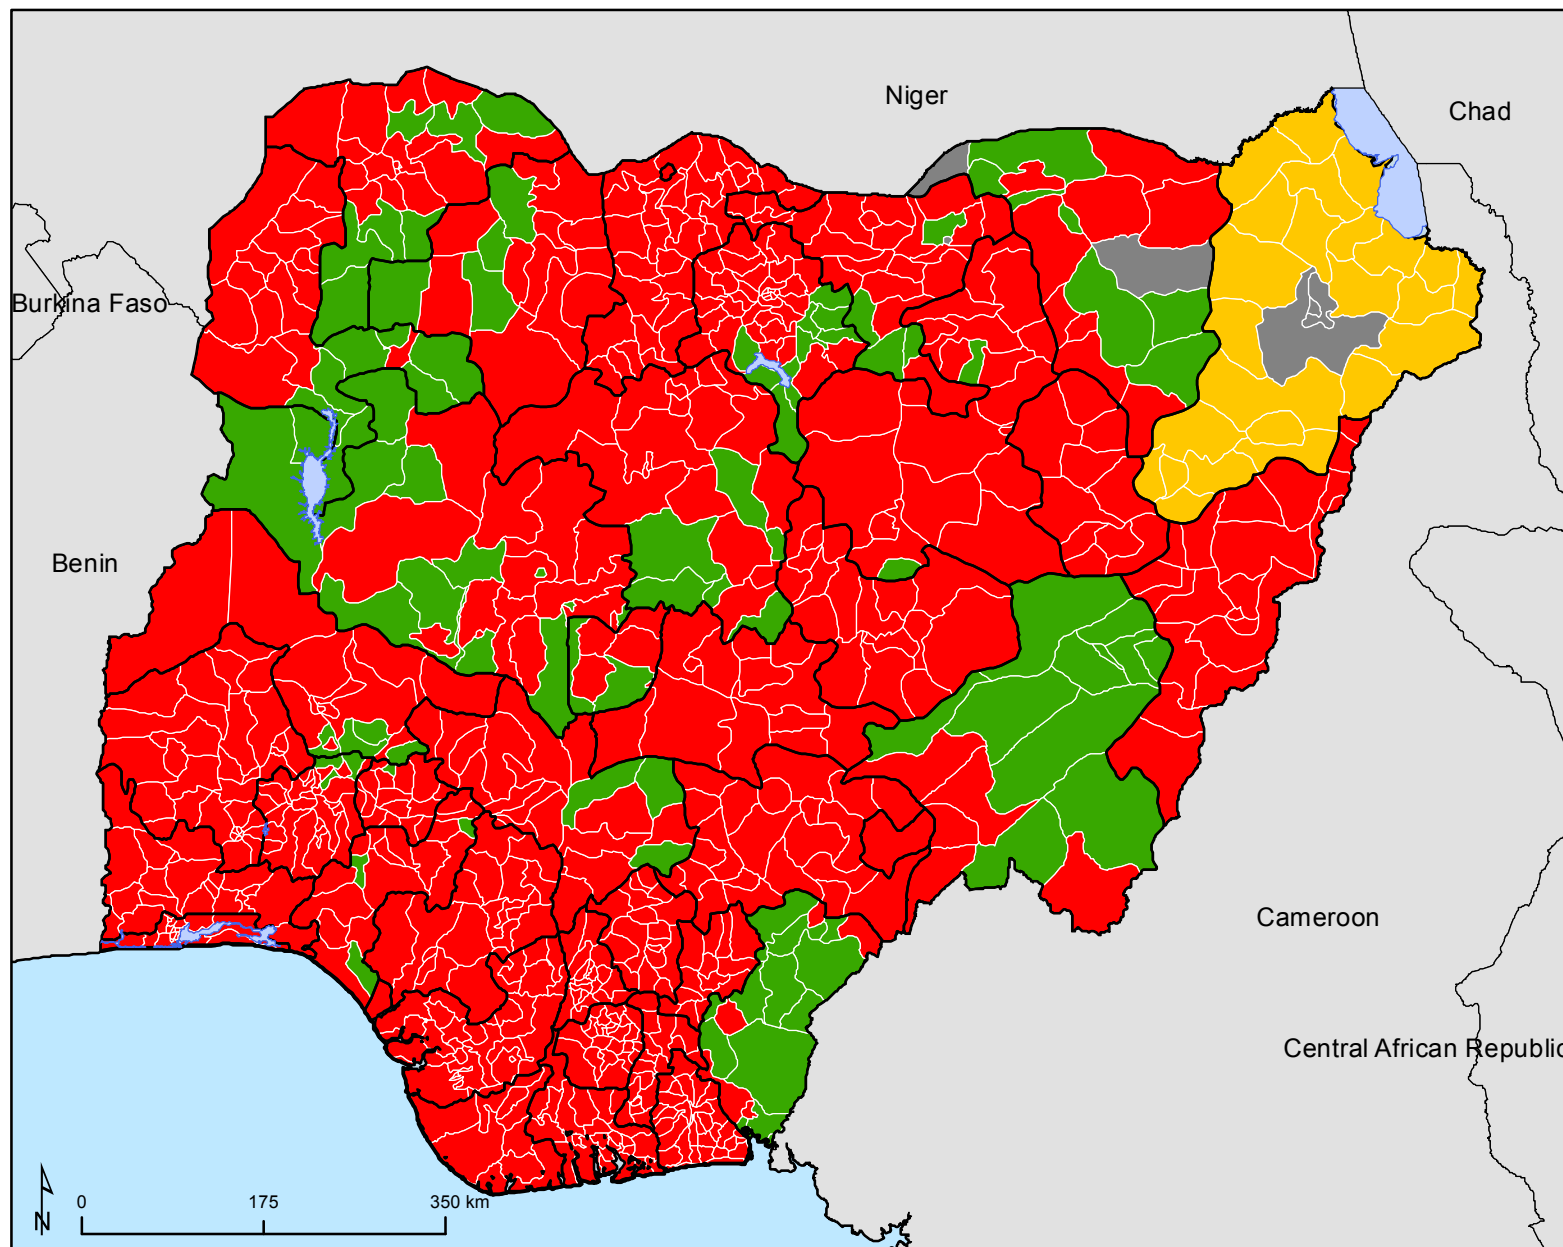 Niger
Chad
Burkina Faso
Benin
Cameroon
Central African Republic
N
0
175
350 km